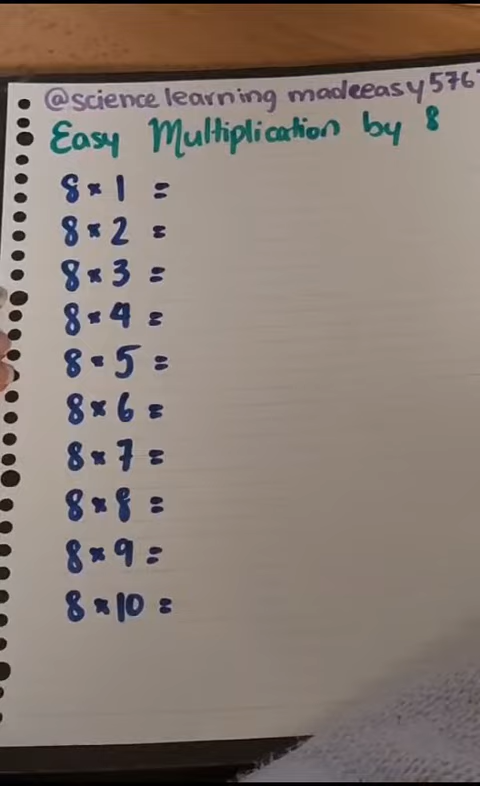 @science learning madeeasy576
Easy Multiplication by 8
8 × 1 =
8 × 2 =
8 × 3 =
8 × 4 =
8 × 5 =
8 × 6 =
8 × 7 =
8 × 8 =
8 × 9 =
8 × 10 =